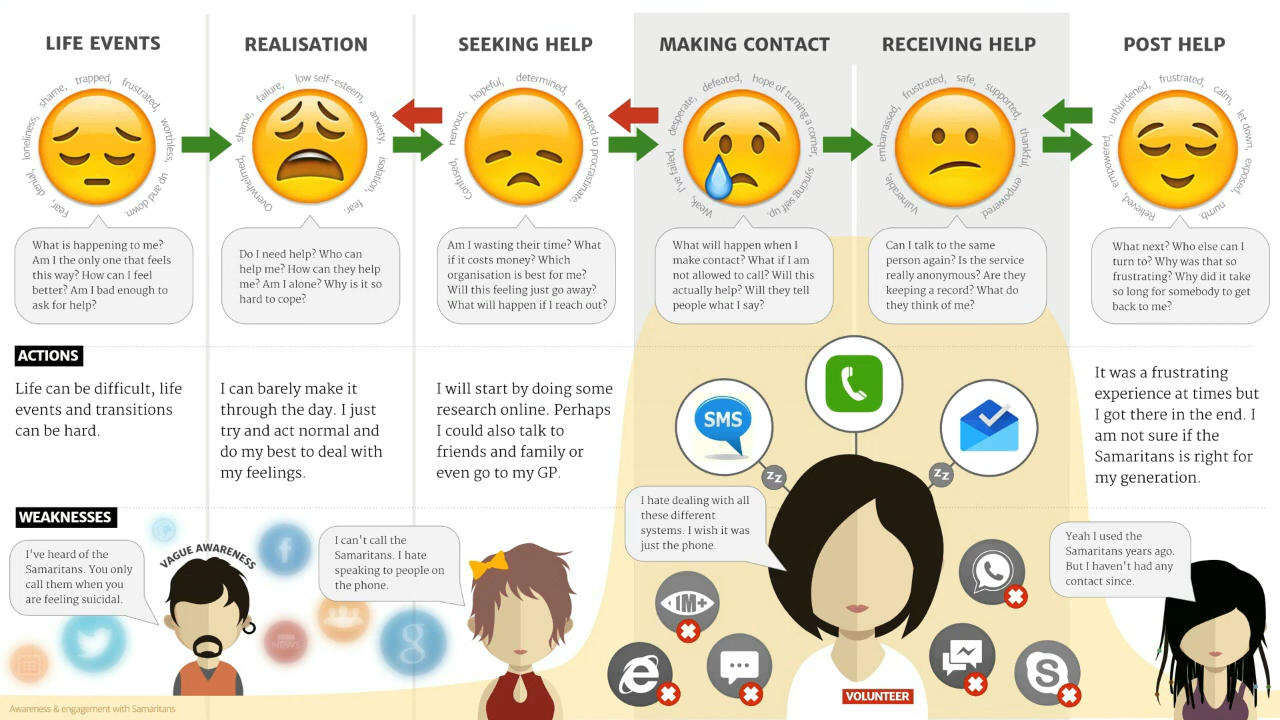 LIFE EVENTS
REALISATION
SEEKING HELP
MAKING CONTACT
RECEIVING HELP
POST HELP
Fear, denial, loneliness, shame, trapped, frustrated, worthless, up and down.
Overwhelmed, shame, failure, low self-esteem, anxiety, isolation, fear.
Confused, nervous, hopeful, determined, tempted to procrastinate.
Weak, I've failed, desperate, defeated, hope of turning a corner, syncing self up.
Vulnerable, embarrassed, frustrated, safe, supported, thankful, empowered.
Relieved, empowered, unburdened, frustrated, calm, let down, exposed, numb.
What is happening to me?
Am I the only one that feels
this way? How can I feel
better? Am I bad enough to
ask for help?
Do I need help? Who can
help me? How can they help
me? Am I alone? Why is it so
hard to cope?
Am I wasting their time? What
if it costs money? Which
organisation is best for me?
Will this feeling just go away?
What will happen if I reach out?
What will happen when I
make contact? What if I am
not allowed to call? Will this
actually help? Will they tell
people what I say?
Can I talk to the same
person again? Is the service
really anonymous? Are they
keeping a record? What do
they think of me?
What next? Who else can I
turn to? Why was that so
frustrating? Why did it take
so long for somebody to get
back to me?
ACTIONS
Life can be difficult, life
events and transitions
can be hard.
I can barely make it
through the day. I just
try and act normal and
do my best to deal with
my feelings.
I will start by doing some
research online. Perhaps
I could also talk to
friends and family or
even go to my GP.
SMS
zz
zz
It was a frustrating
experience at times but
I got there in the end. I
am not sure if the
Samaritans is right for
my generation.
WEAKNESSES
I've heard of the
Samaritans. You only
call them when you
are feeling suicidal.
VAGUE AWARENESS
f
NEWS
g
I can't call the
Samaritans. I hate
speaking to people on
the phone.
I hate dealing with all
these different
systems. I wish it was
just the phone.
IM+
e
S
VOLUNTEER
Yeah I used the
Samaritans years ago.
But I haven't had any
contact since.
Awareness & engagement with Samaritans